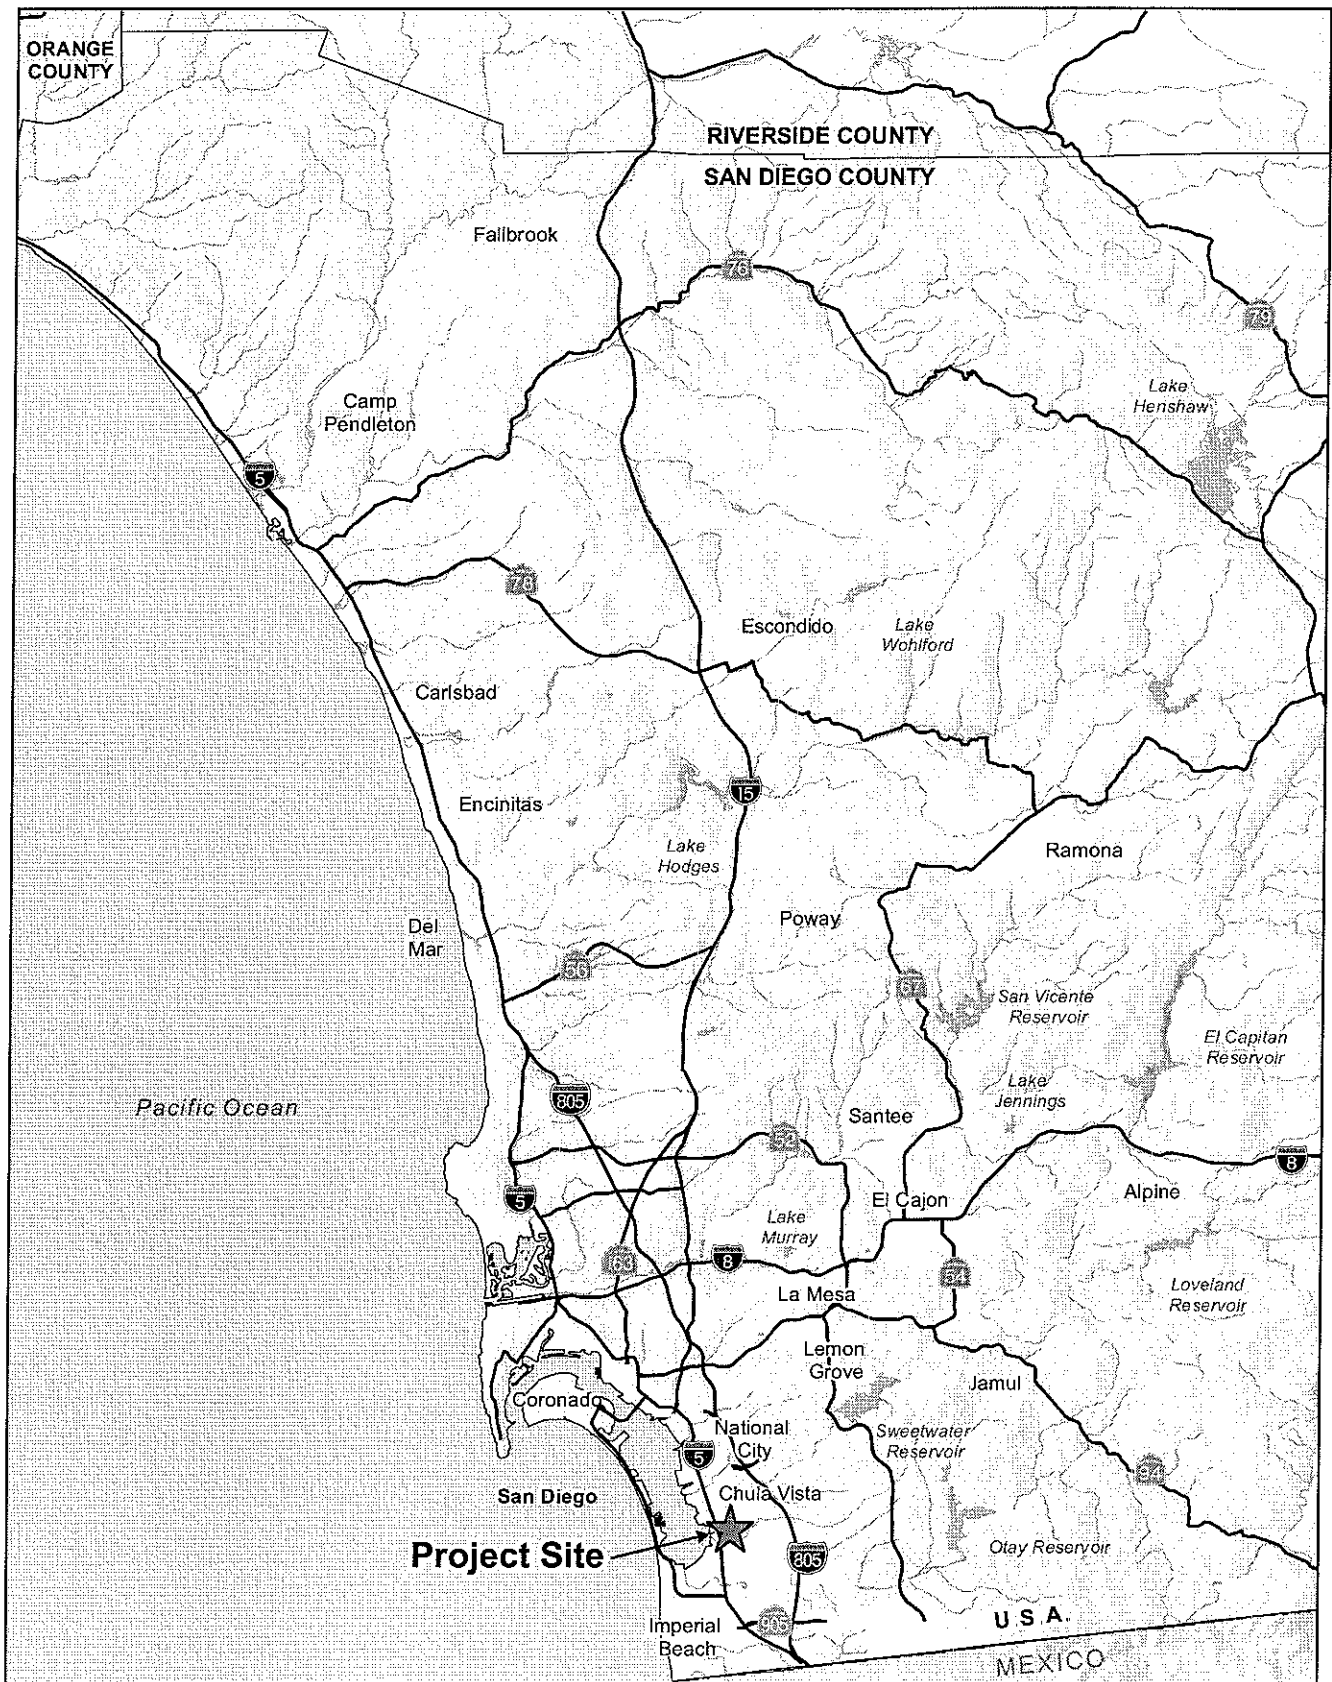 ORANGE
COUNTY
RIVERSIDE COUNTY
SAN DIEGO COUNTY
Fallbrook
76
79
Lake
Henshaw
Camp
Pendleton
5
78
Escondido
Lake
Wohlford
Carlsbad
15
Encinitas
Lake
Hodges
Ramona
Poway
Del
Mar
56
67
San Vicente
Reservoir
El Capitan
Reservoir
Lake
Jennings
805
Pacific Ocean
Santee
52
8
5
El Cajon
Alpine
Lake
Murray
163
8
54
La Mesa
Loveland
Reservoir
Lemon
Grove
Jamul
Coronado
National
City
Sweetwater
Reservoir
5
94
San Diego
Chula Vista
Project Site
805
Otay Reservoir
Imperial
Beach
905
U.S.A.
MEXICO